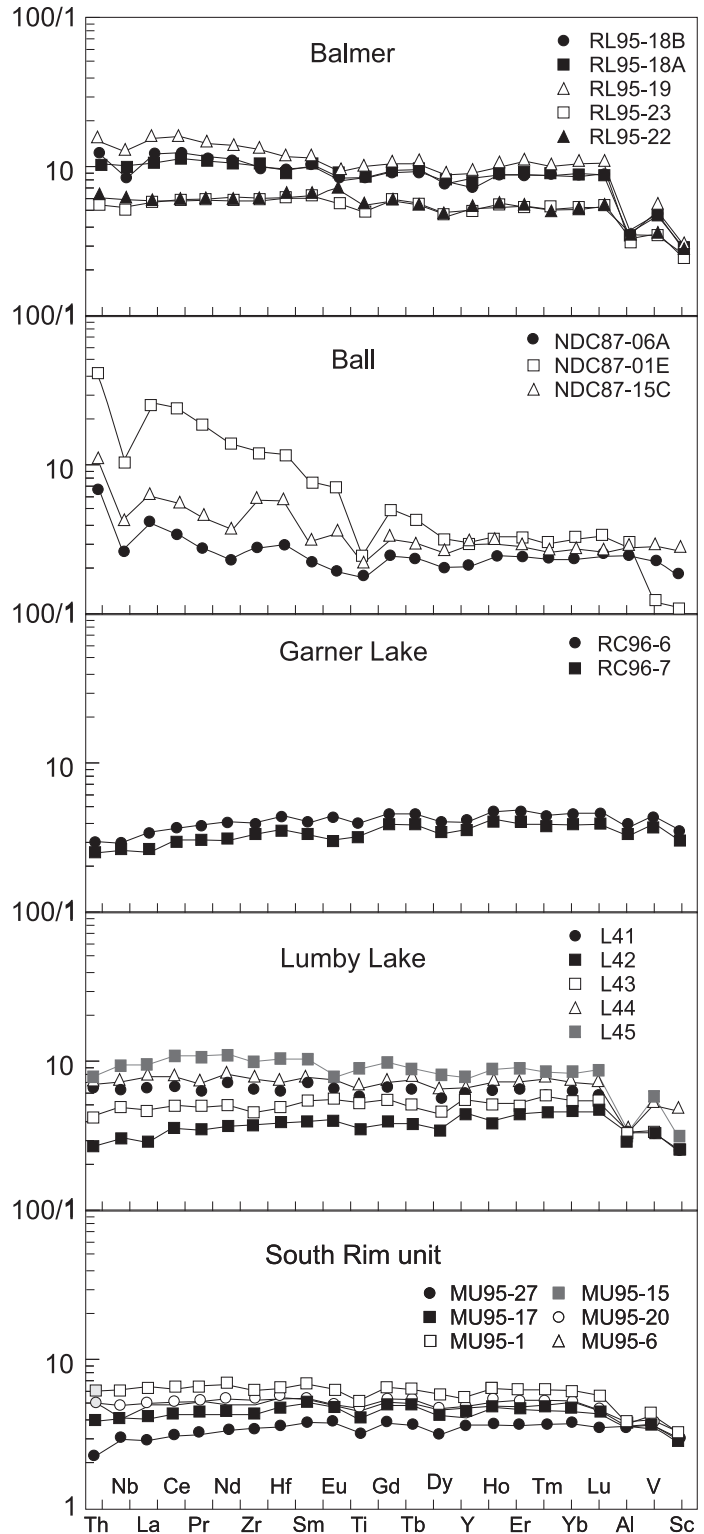 100/1
Balmer
RL95-18B
RL95-18A
RL95-19
RL95-23
RL95-22
10
100/1
Ball
NDC87-06A
NDC87-01E
NDC87-15C
10
100/1
Garner Lake
RC96-6
RC96-7
10
100/1
Lumby Lake
L41
L42
L43
L44
L45
10
100/1
South Rim unit
MU95-27 MU95-15
MU95-17 MU95-20
MU95-1 MU95-6
10
Nb Ce Nd Hf Eu Gd Dy Ho Tm Lu V
1
Th La Pr Zr Sm Ti Tb Y Er Yb Al Sc